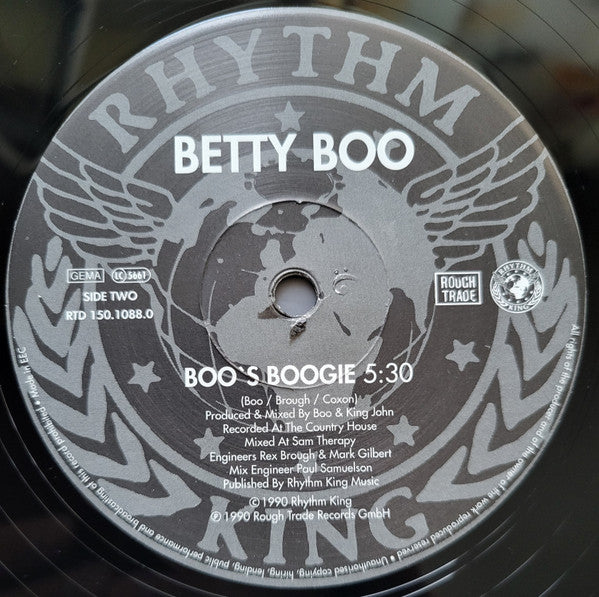 RHYTHM
BETTY BOO
GEMA LC 5661
SIDE TWO
RTD 150.1088.0
ROUGH
TRADE
RHYTHM
KING
BOO`S BOOGIE 5:30
(Boo / Brough / Coxon)
Produced & Mixed By Boo & King John
Recorded At The Country House
Mixed At Sam Therapy
Engineers Rex Brough & Mark Gilbert
Mix Engineer Paul Samuelson
Published By Rhythm King Music
© 1990 Rhythm King
℗ 1990 Rough Trade Records GmbH
KING
All rights of the producer and of the owner of the work reproduced reserved • Unauthorised copying, hiring, lending, public performance and broadcasting of this record prohibited • Made in EEC